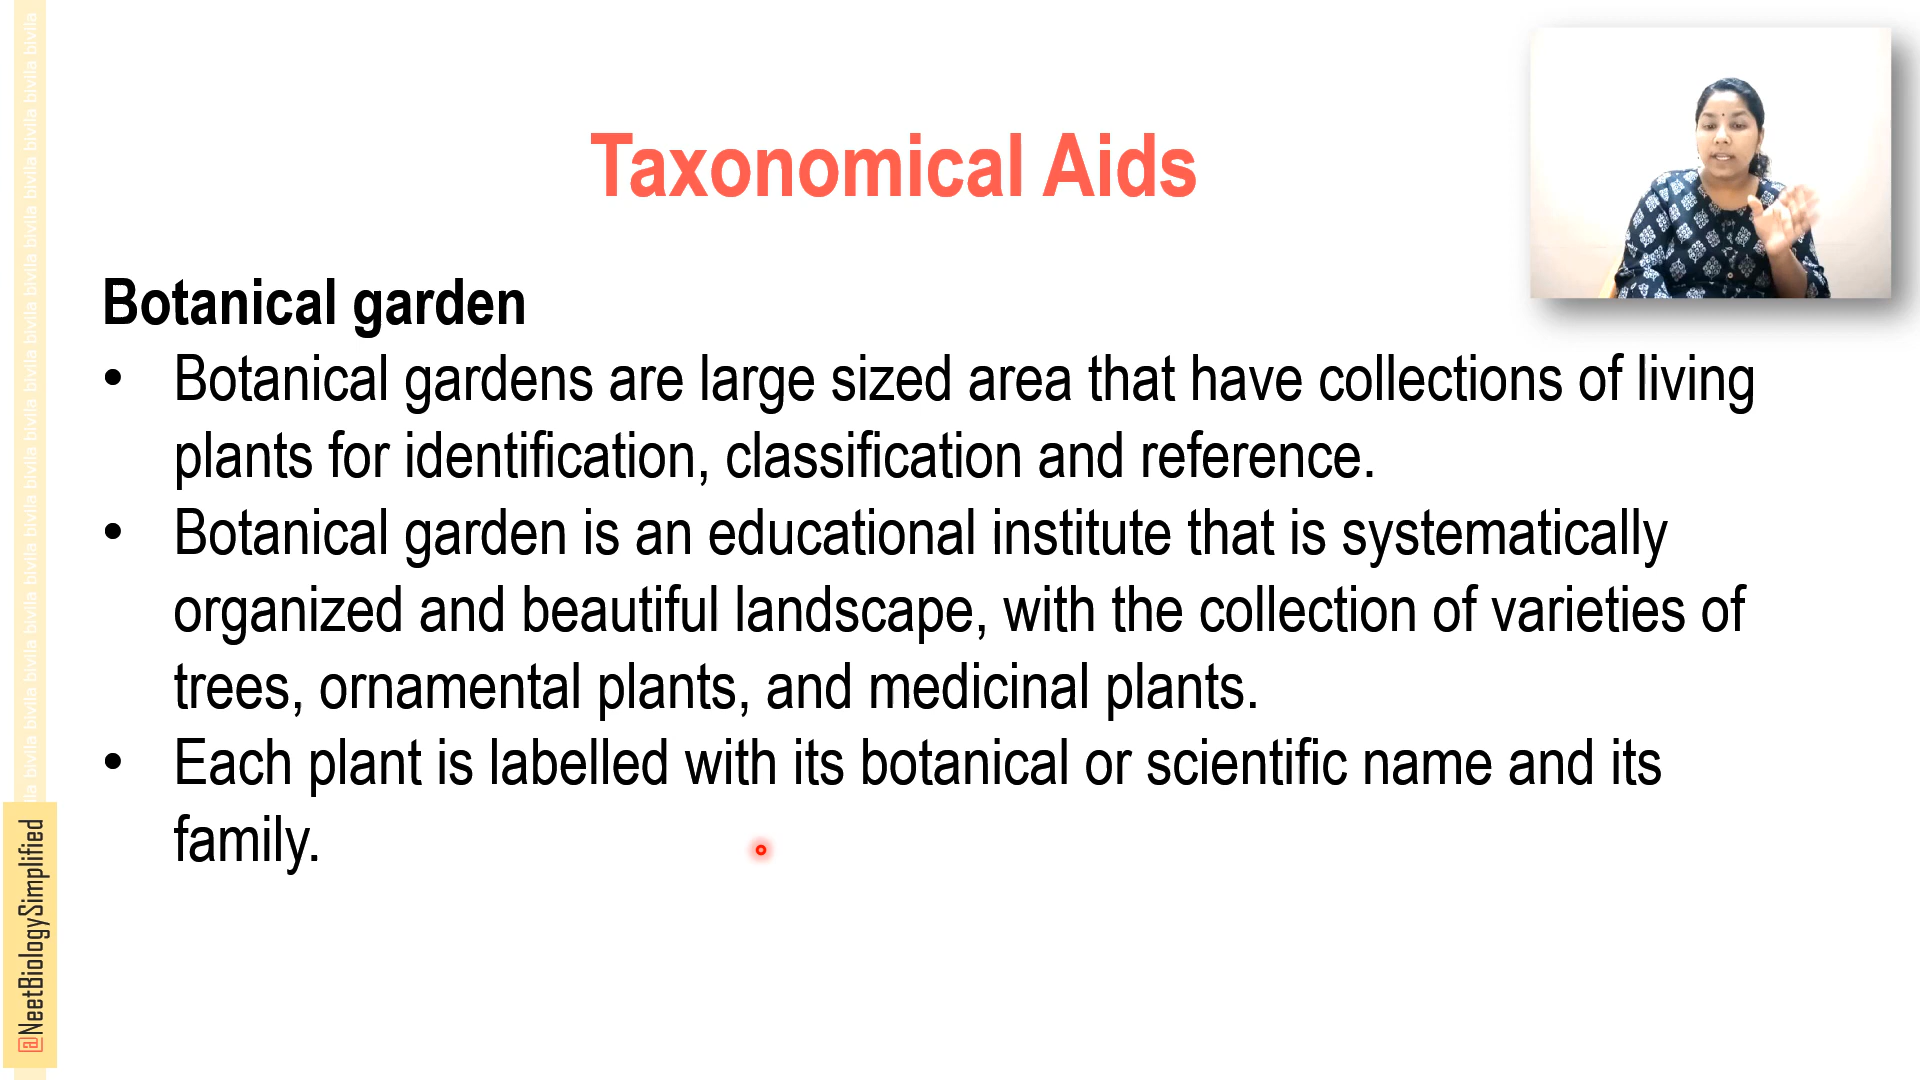 Taxonomical Aids
Botanical garden
• Botanical gardens are large sized area that have collections of living
plants for identification, classification and reference.
• Botanical garden is an educational institute that is systematically
organized and beautiful landscape, with the collection of varieties of
trees, ornamental plants, and medicinal plants.
• Each plant is labelled with its botanical or scientific name and its
family.
@NeetBiologySimplified